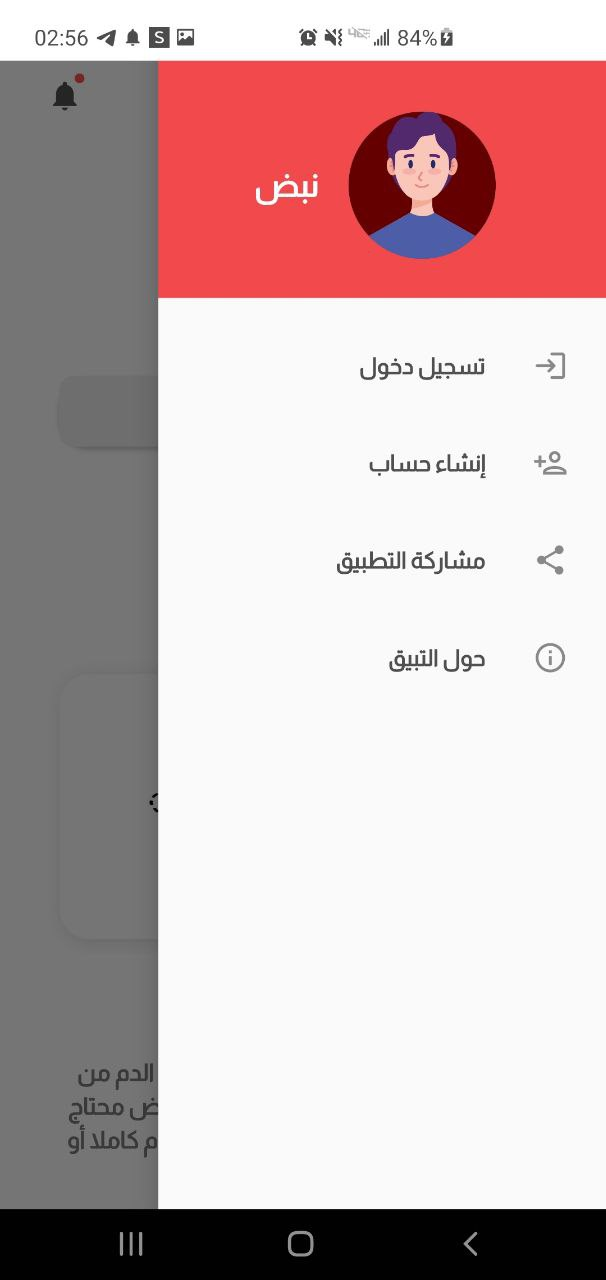 02:56
84%
نبض
تسجيل دخول
إنشاء حساب
مشاركة التطبيق
حول التبيق
الدم من
محتاج
كاملا أو